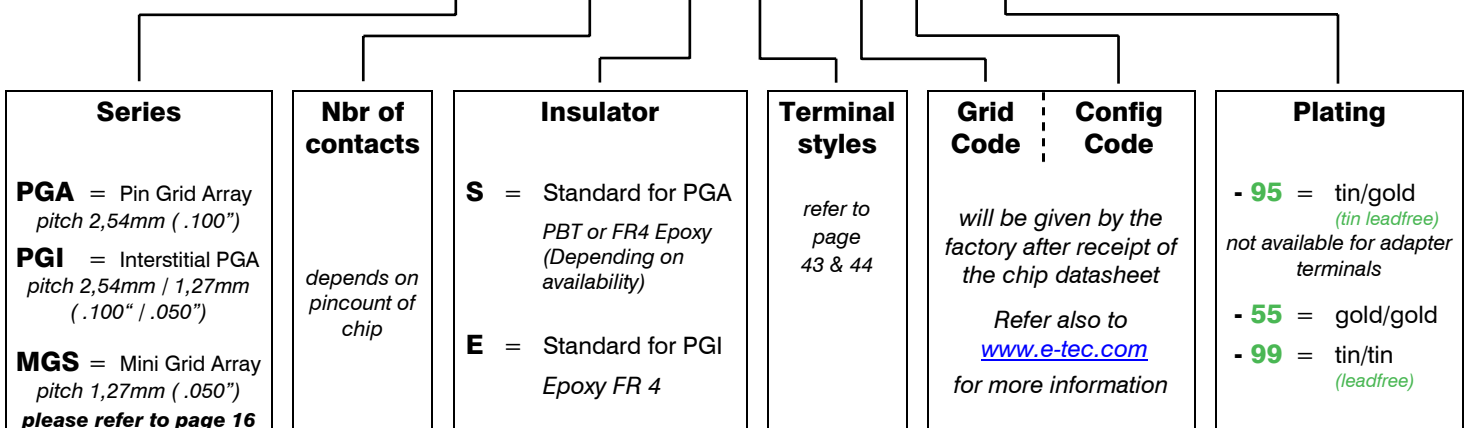 Series
PGA = Pin Grid Array
pitch 2,54mm ( .100”)
PGI = Interstitial PGA
pitch 2,54mm / 1,27mm
( .100“ / .050”)
MGS = Mini Grid Array
pitch 1,27mm ( .050”)
please refer to page 16
Nbr of
contacts
depends on
pincount of
chip
Insulator
S = Standard for PGA
PBT or FR4 Epoxy
(Depending on
availability)
E = Standard for PGI
Epoxy FR 4
Terminal
styles
refer to
page
43 & 44
Grid Config
Code Code
will be given by the
factory after receipt of
the chip datasheet
Refer also to
www.e-tec.com
for more information
Plating
- 95 = tin/gold
(tin leadfree)
not available for adapter
terminals
- 55 = gold/gold
- 99 = tin/tin
(leadfree)